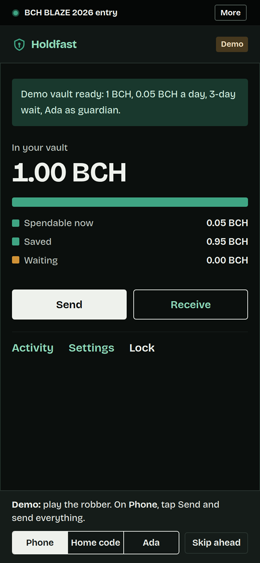 BCH BLAZE 2026 entry
More
Holdfast
Demo
Demo vault ready: 1 BCH, 0.05 BCH a day, 3-day
wait, Ada as guardian.
In your vault
1.00 BCH
Spendable now 0.05 BCH
Saved 0.95 BCH
Waiting 0.00 BCH
Send Receive
Activity Settings Lock
Demo: play the robber. On Phone, tap Send and
send everything.
Phone Home code Ada Skip ahead